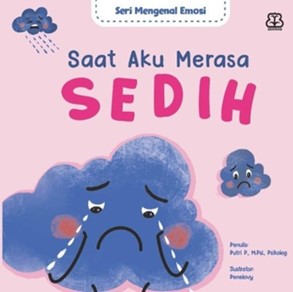 Seri Mengenal Emosi
Saat Aku Merasa
SEDIH
Penulis:
Putri P., M.Psi., Psikolog
Ilustrator: